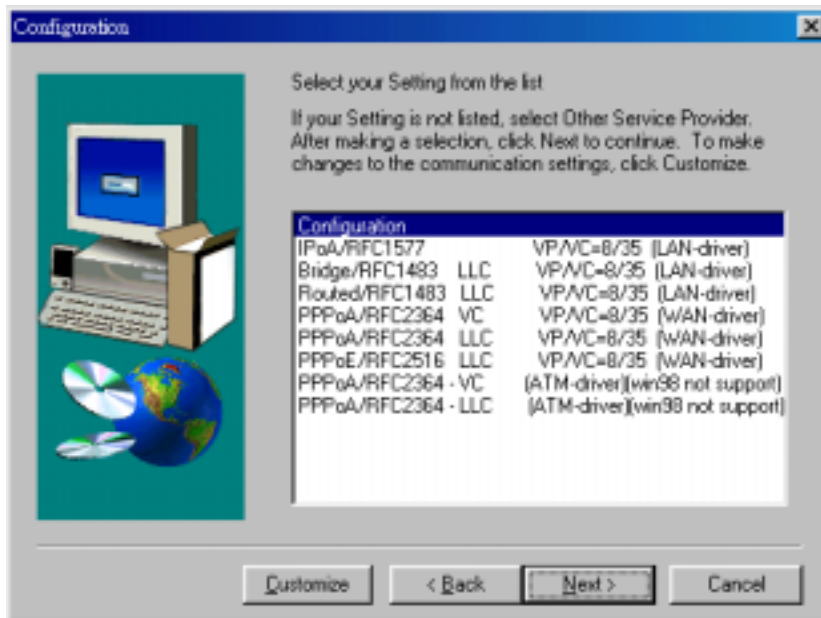 Configuration
Select your Setting from the list
If your Setting is not listed, select Other Service Provider.
After making a selection, click Next to continue. To make
changes to the communication settings, click Customize.
Configuration
IPoA/RFC1577 VP/VC=8/35 (LAN-driver)
Bridge/RFC1483 LLC VP/VC=8/35 (LAN-driver)
Routed/RFC1483 LLC VP/VC=8/35 (LAN-driver)
PPPoA/RFC2364 VC VP/VC=8/35 (WAN-driver)
PPPoA/RFC2364 LLC VP/VC=8/35 (WAN-driver)
PPPoE/RFC2516 LLC VP/VC=8/35 (WAN-driver)
PPPoA/RFC2364 - VC (ATM-driver)(win98 not support)
PPPoA/RFC2364 - LLC (ATM-driver)(win98 not support)
Customize < Back Next > Cancel